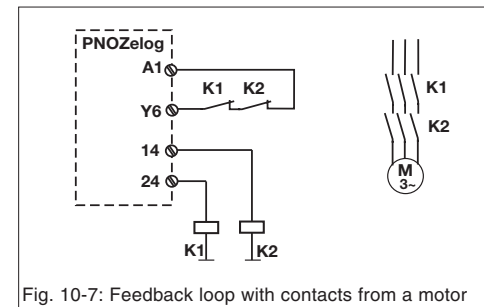 PNOZelog
A1
K1 K2
Y6
14
24
K1 K2
K1
K2
M
3~
Fig. 10-7: Feedback loop with contacts from a motor